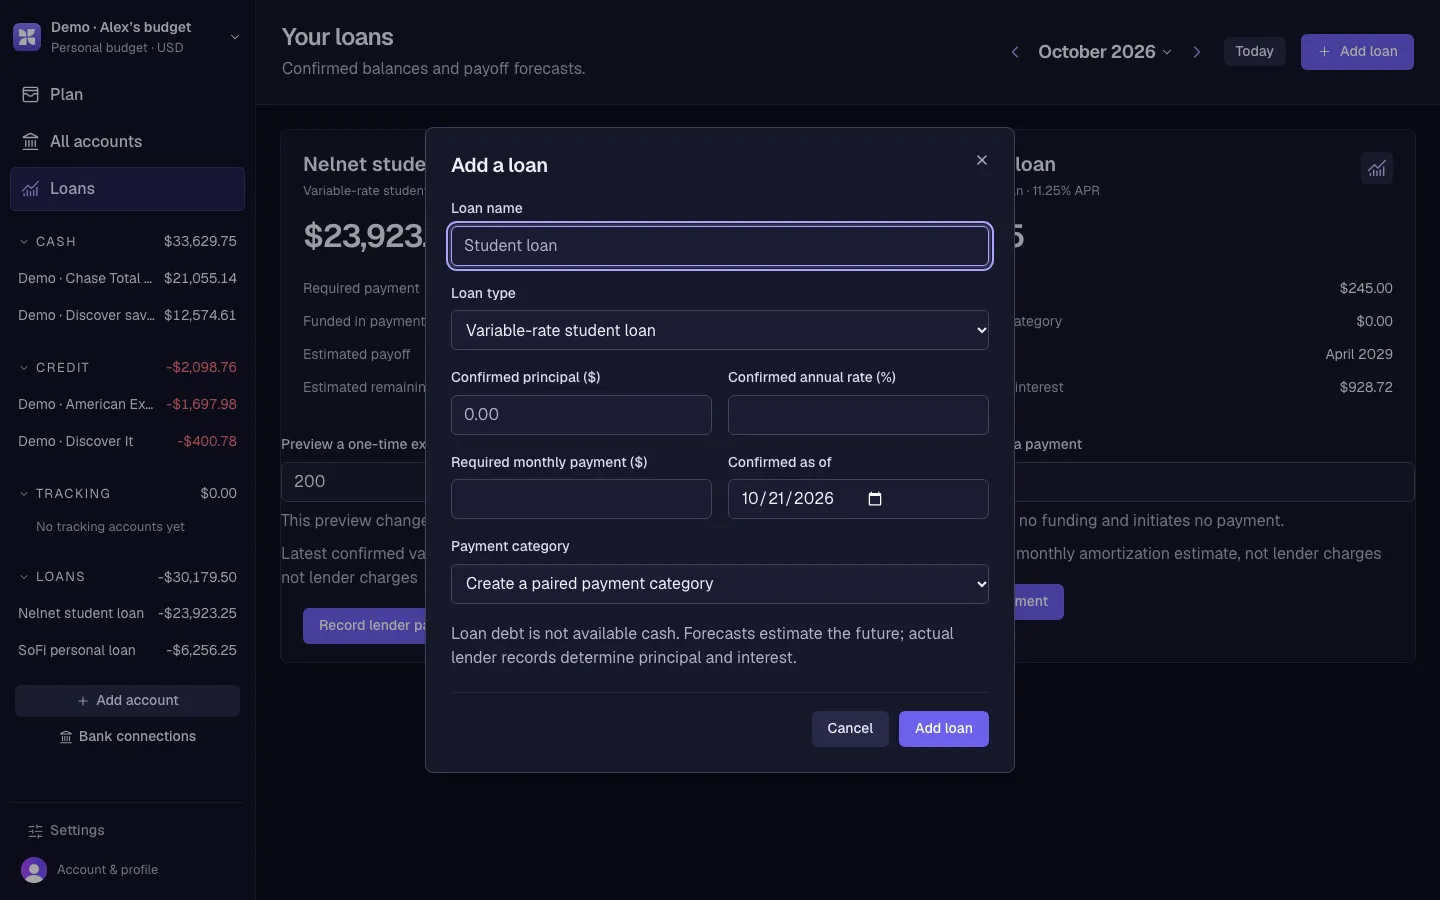 Demo · Alex's budget
Personal budget · USD
Plan
All accounts
Loans
CASH $33,629.75
Demo · Chase Total ... $21,055.14
Demo · Discover sav... $12,574.61
CREDIT -$2,098.76
Demo · American Ex... -$1,697.98
Demo · Discover It -$400.78
TRACKING $0.00
No tracking accounts yet
LOANS -$30,179.50
Nelnet student loan -$23,923.25
SoFi personal loan -$6,256.25
+ Add account
Bank connections
Settings
Account & profile
Your loans
Confirmed balances and payoff forecasts.
October 2026
Today
+ Add loan
Nelnet stude
Variable-rate studen
$23,923.
Required payment
Funded in payment
Estimated payoff
Estimated remainin
Preview a one-time ex
200
This preview change
Latest confirmed va
not lender charges
Record lender pa
loan
n · 11.25% APR
5
$245.00
ategory $0.00
April 2029
interest $928.72
a payment
no funding and initiates no payment.
monthly amortization estimate, not lender charges
ment
Add a loan
Loan name
Student loan
Loan type
Variable-rate student loan
Confirmed principal ($) Confirmed annual rate (%)
0.00
Required monthly payment ($) Confirmed as of
10/21/2026
Payment category
Create a paired payment category
Loan debt is not available cash. Forecasts estimate the future; actual
lender records determine principal and interest.
Cancel
Add loan